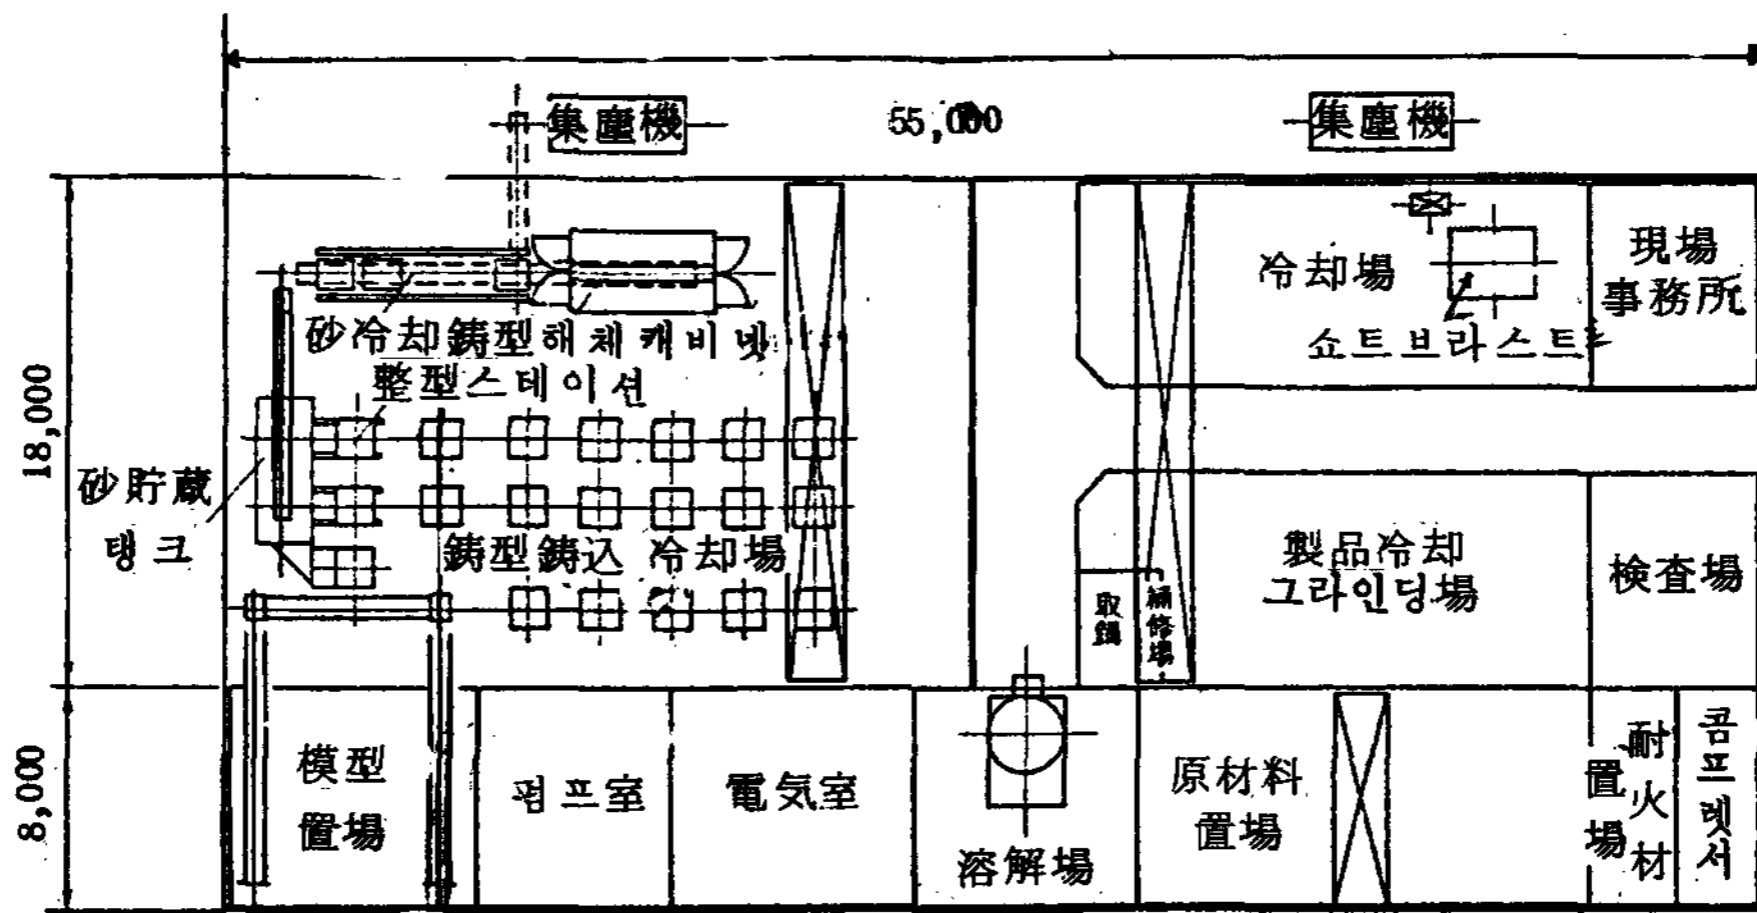 集塵機
55,000
集塵機
冷却場
現場
事務所
砂冷却鋳型해체캐비넷
쇼트브라스트
整型스테이션
18,000
砂貯蔵
탱크
鋳型鋳込 冷却場
製品冷却
그라인딩場
検査場
取鍋
補修場
8,000
模型
置場
펌프室
電気室
溶解場
原材料
置場
耐火材
置場
콤프렛서